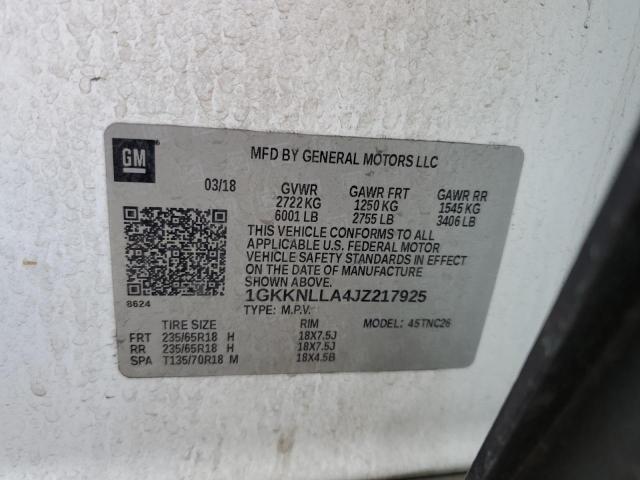 GM
MFD BY GENERAL MOTORS LLC
03/18 GVWR GAWR FRT GAWR RR
2722 KG 1250 KG 1545 KG
6001 LB 2755 LB 3406 LB
THIS VEHICLE CONFORMS TO ALL
APPLICABLE U.S. FEDERAL MOTOR
VEHICLE SAFETY STANDARDS IN EFFECT
ON THE DATE OF MANUFACTURE
SHOWN ABOVE.
8624
1GKKNLLA4JZ217925
TYPE: M.P.V. MODEL: 45TNC26
TIRE SIZE RIM
FRT 235/65R18 H 18X7.5J
RR 235/65R18 H 18X7.5J
SPA T135/70R18 M 18X4.5B